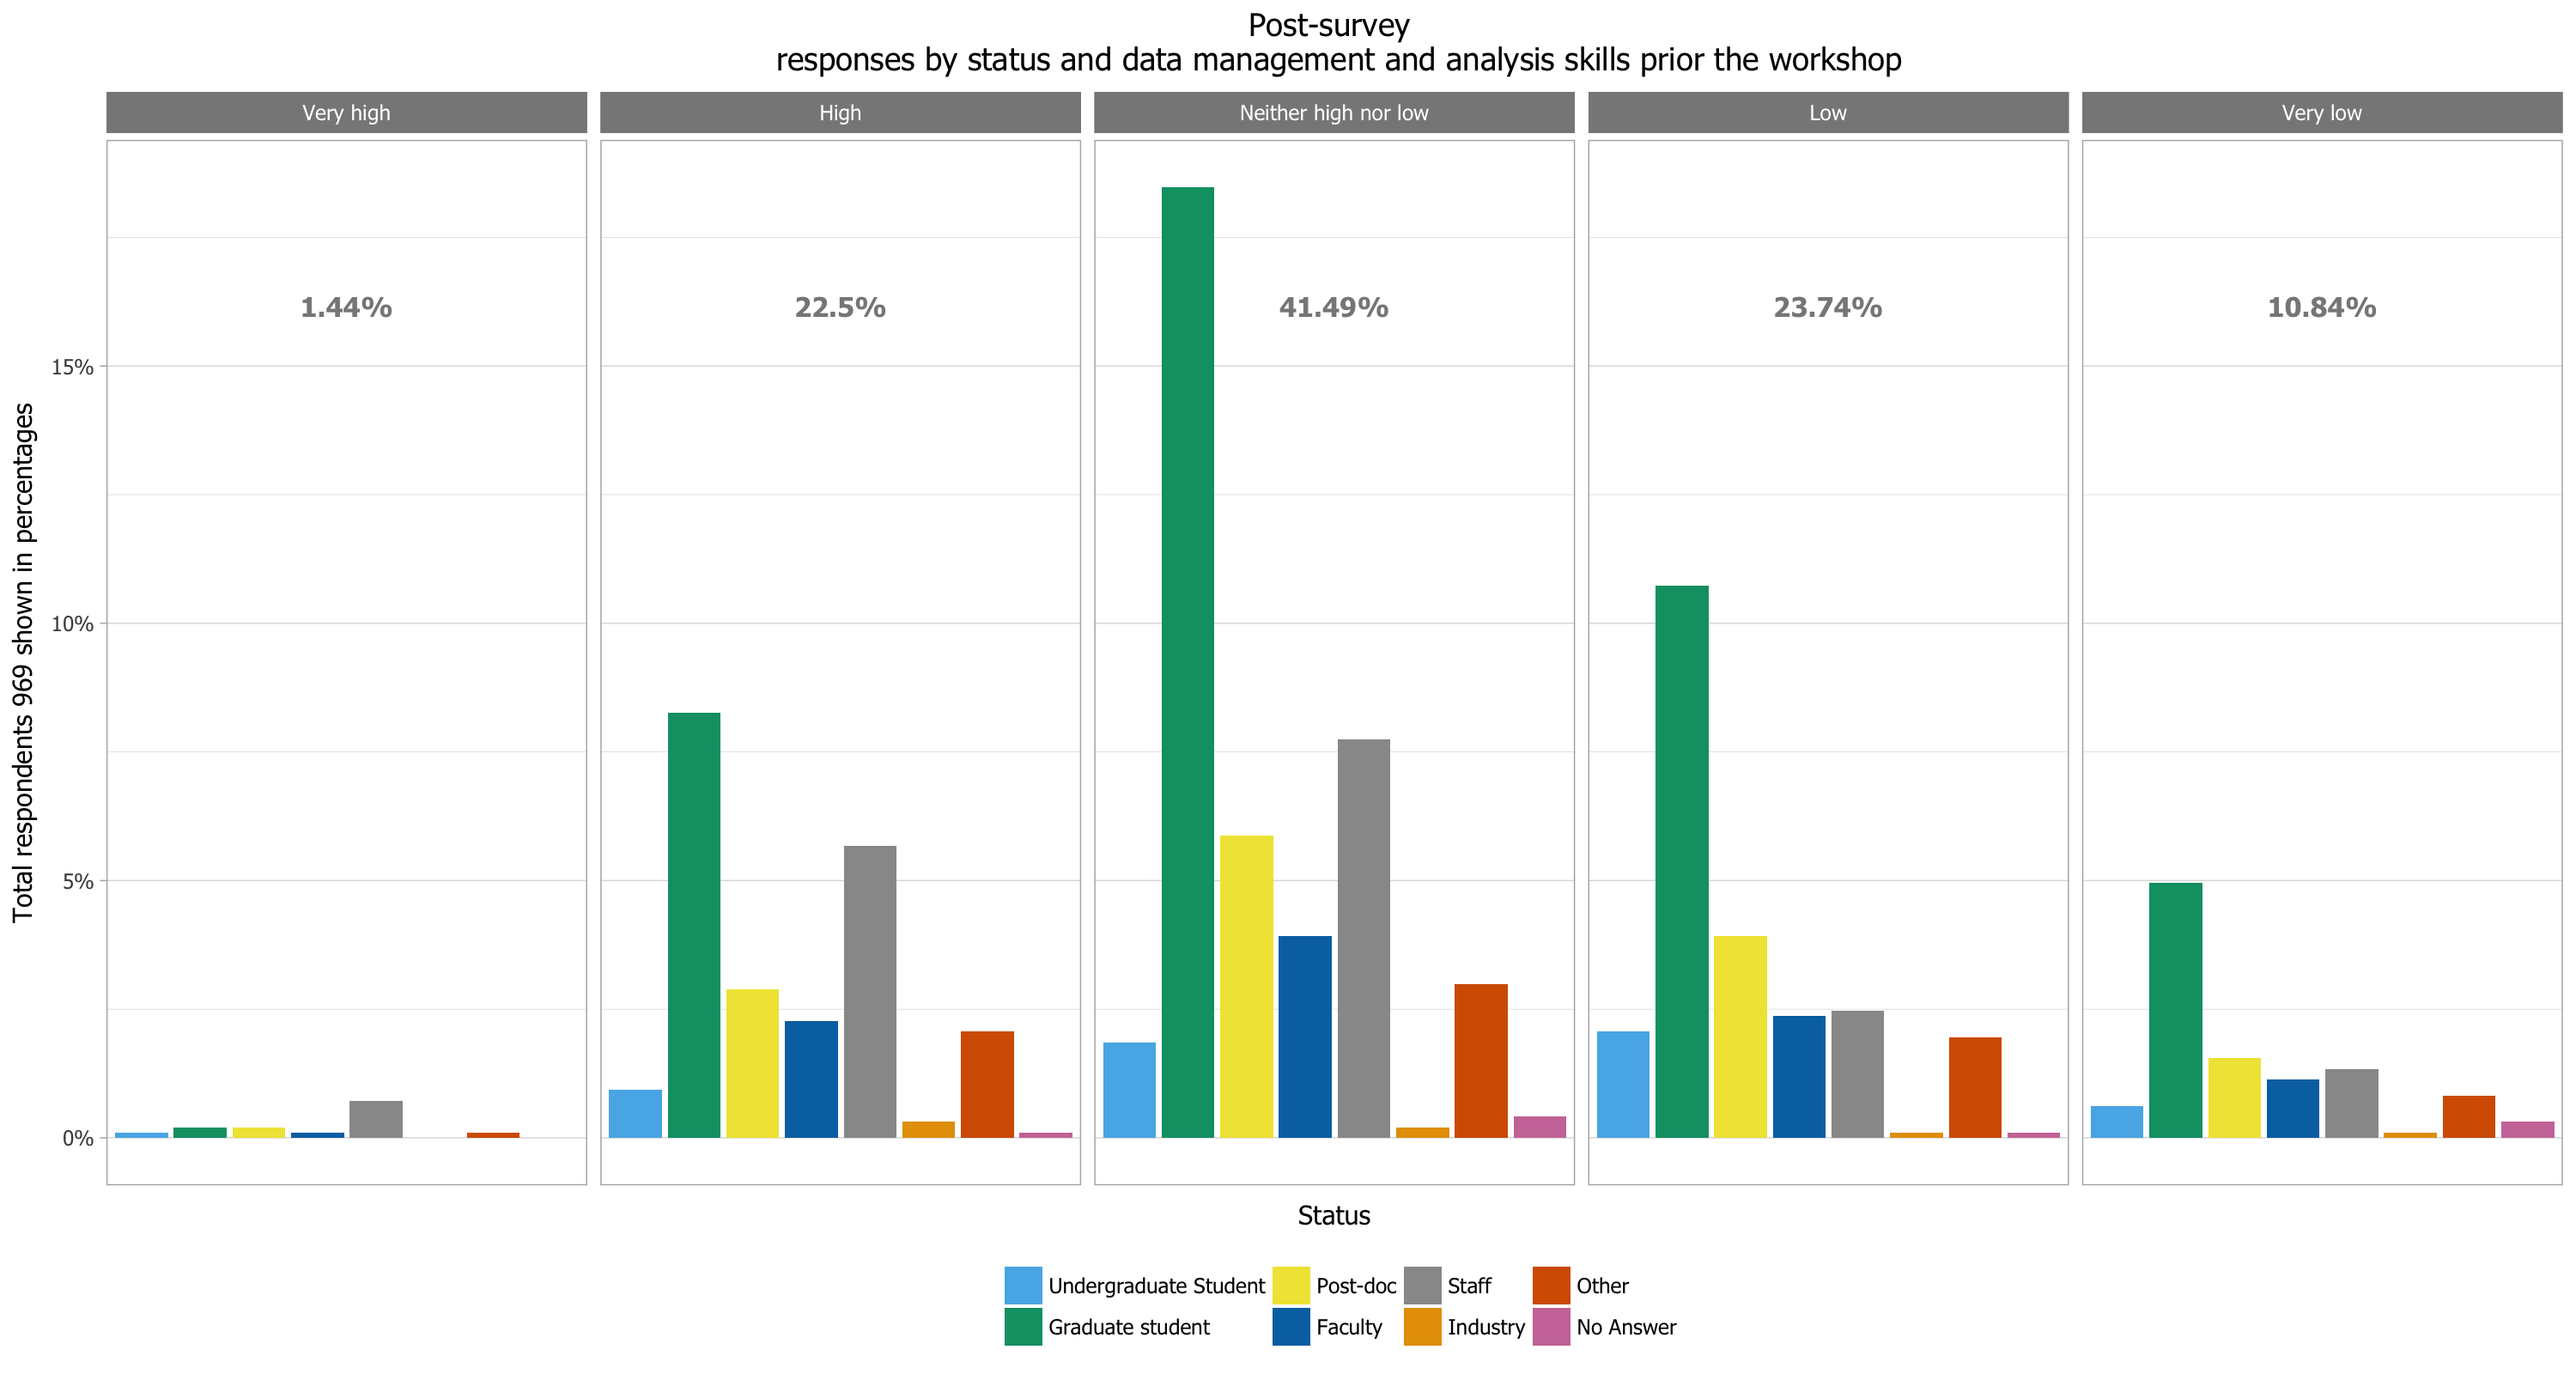 Post-survey
responses by status and data management and analysis skills prior the workshop
Very high
High
Neither high nor low
Low
Very low
1.44%
22.5%
41.49%
23.74%
10.84%
15%
10%
5%
0%
Total respondents 969 shown in percentages
Status
Undergraduate Student
Post-doc
Staff
Other
Graduate student
Faculty
Industry
No Answer